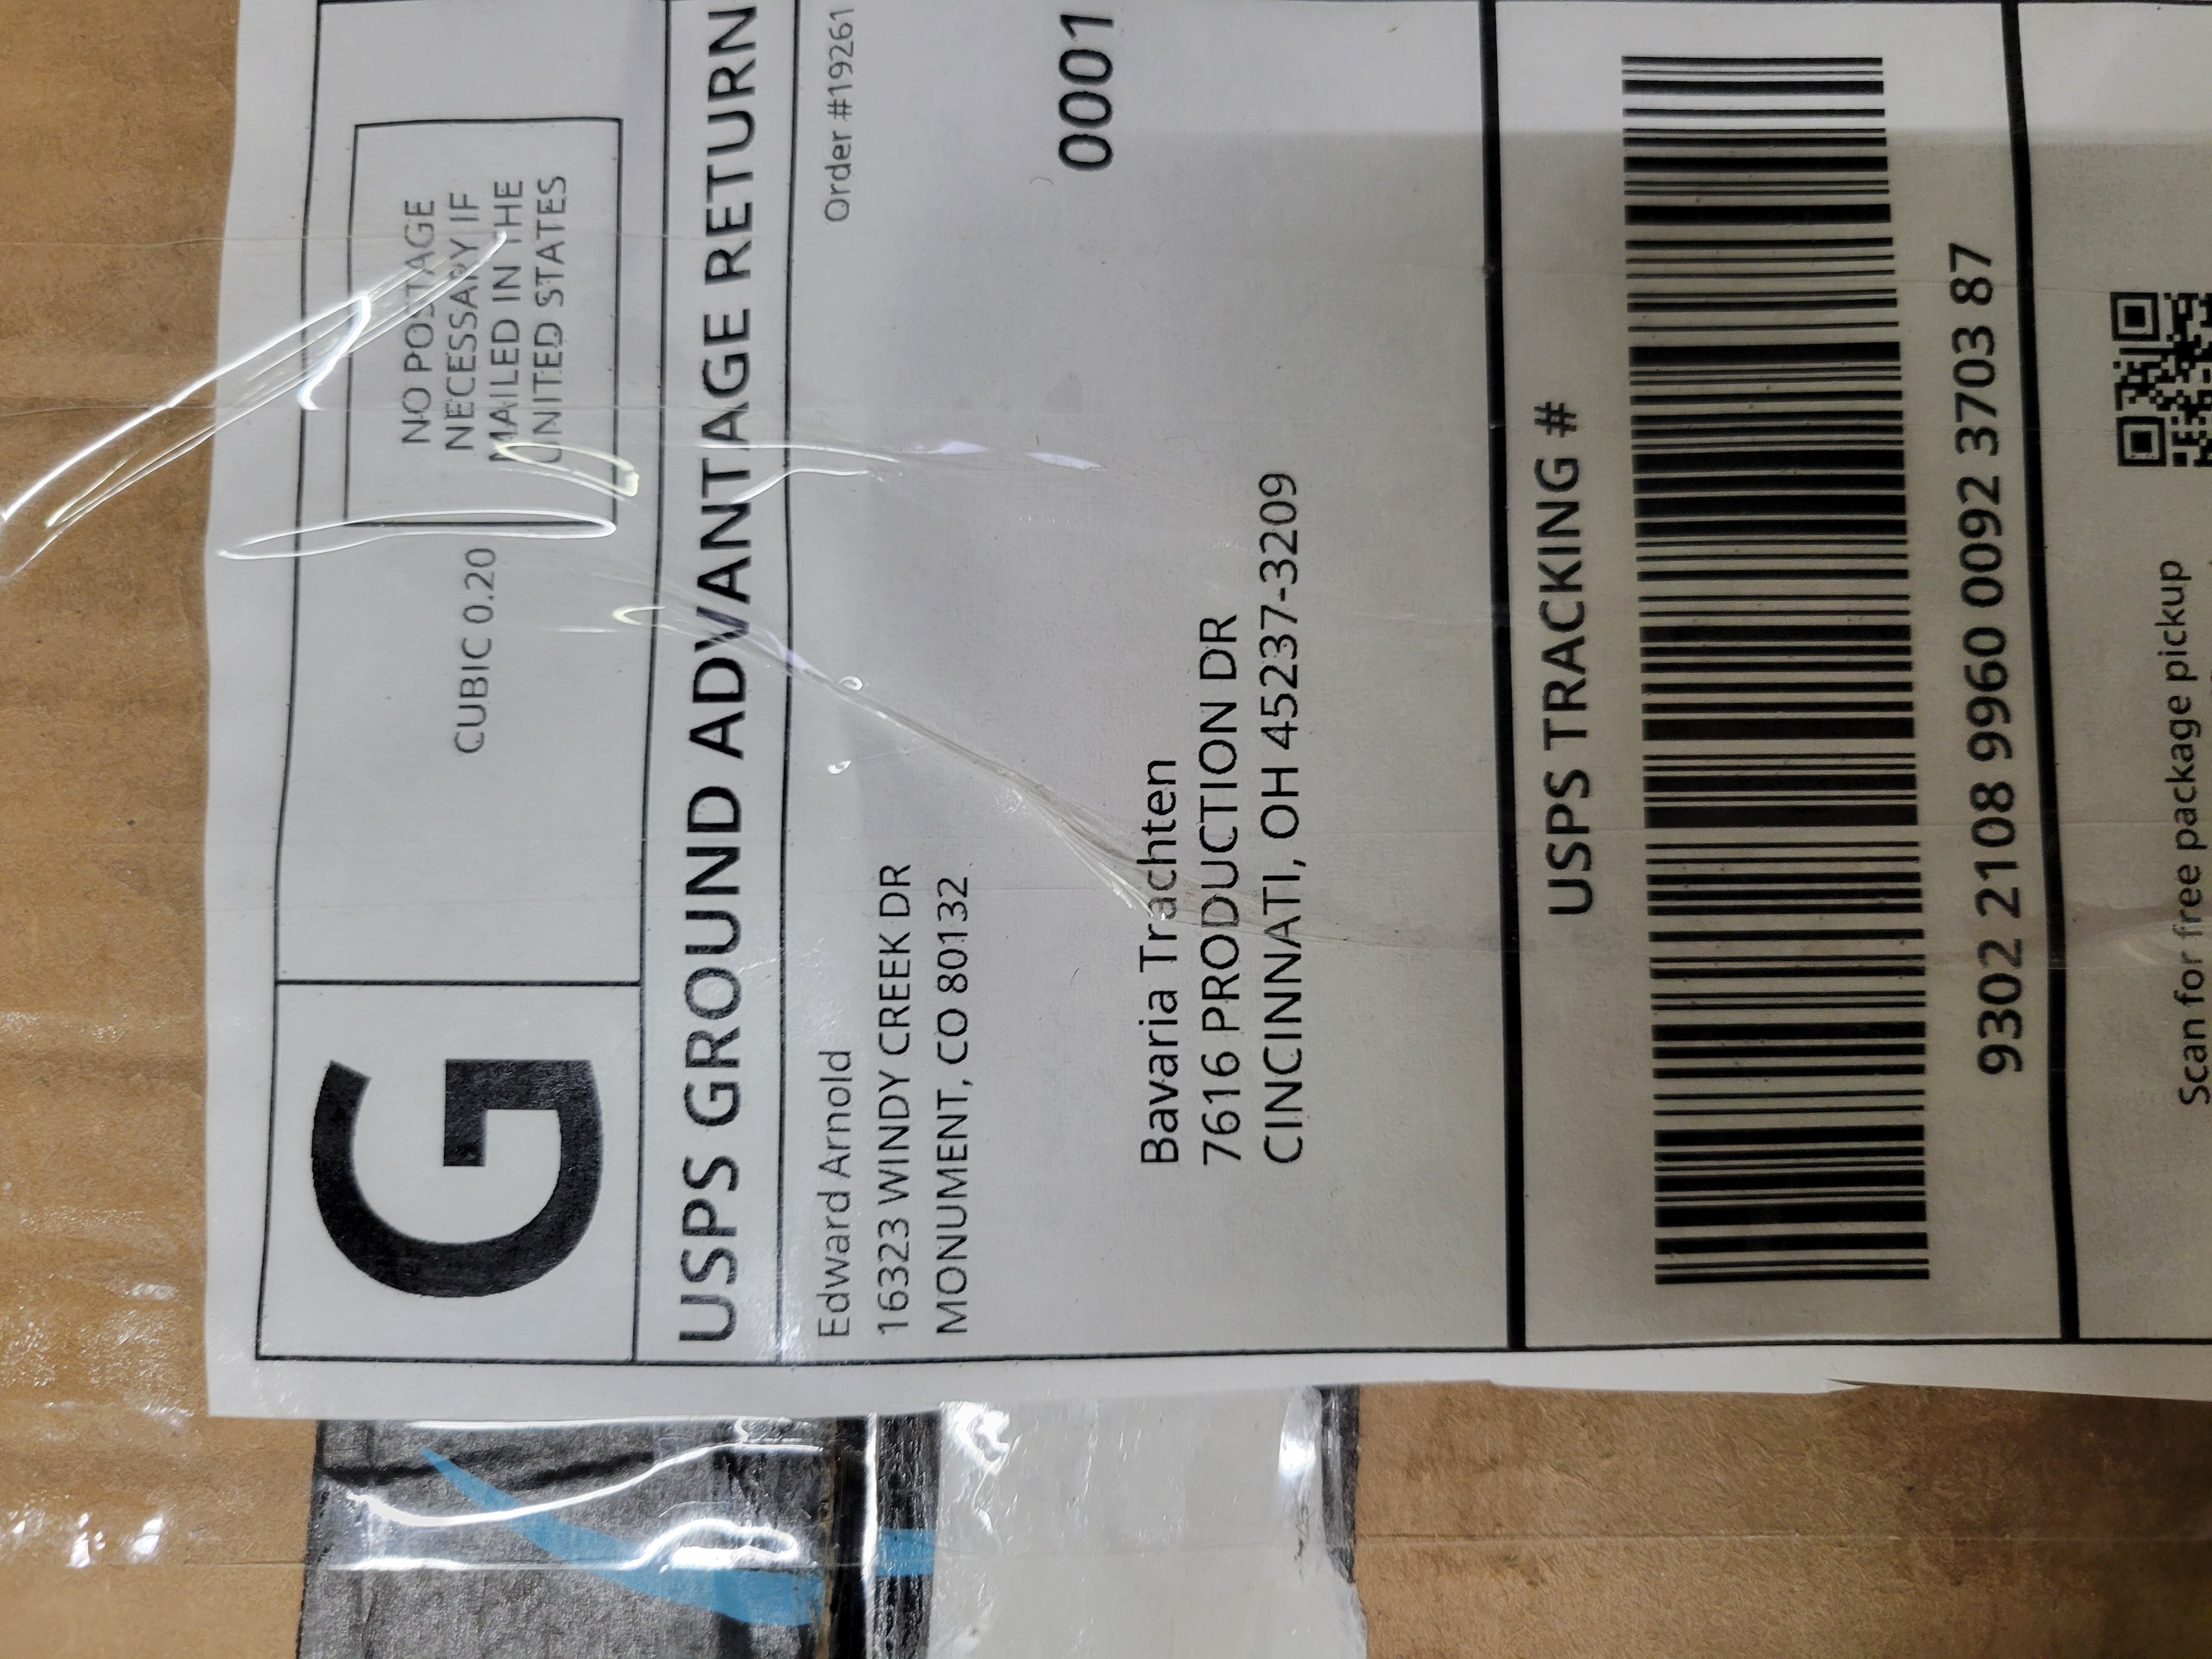 G
CUBIC 0.20
NO POSTAGE
NECESSARY IF
MAILED IN THE
UNITED STATES
USPS GROUND ADVANTAGE RETURN
Edward Arnold
16323 WINDY CREEK DR
MONUMENT, CO 80132
Order #19261
0001
Bavaria Trachten
7616 PRODUCTION DR
CINCINNATI, OH 45237-3209
USPS TRACKING #
9302 2108 9960 0092 3703 87
Scan for free package pickup